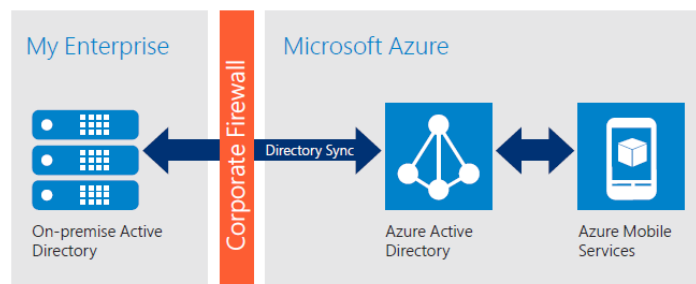 My Enterprise
Corporate Firewall
Microsoft Azure
Directory Sync
On-premise Active
Directory
Azure Active
Directory
Azure Mobile
Services